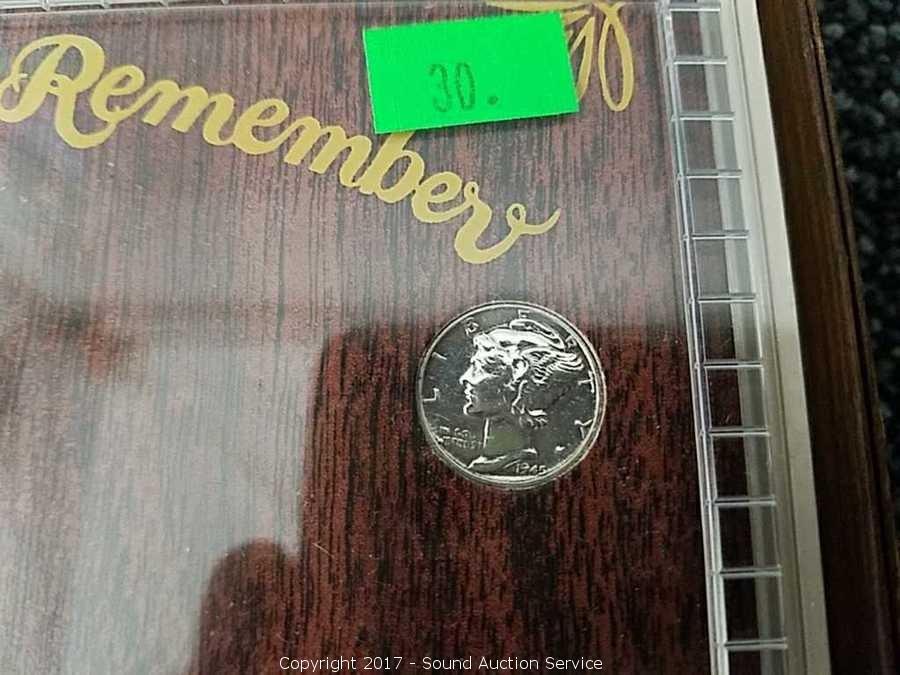 Remember
30.
LIBERTY
IN GOD
WE TRUST
1945
Copyright 2017 - Sound Auction Service